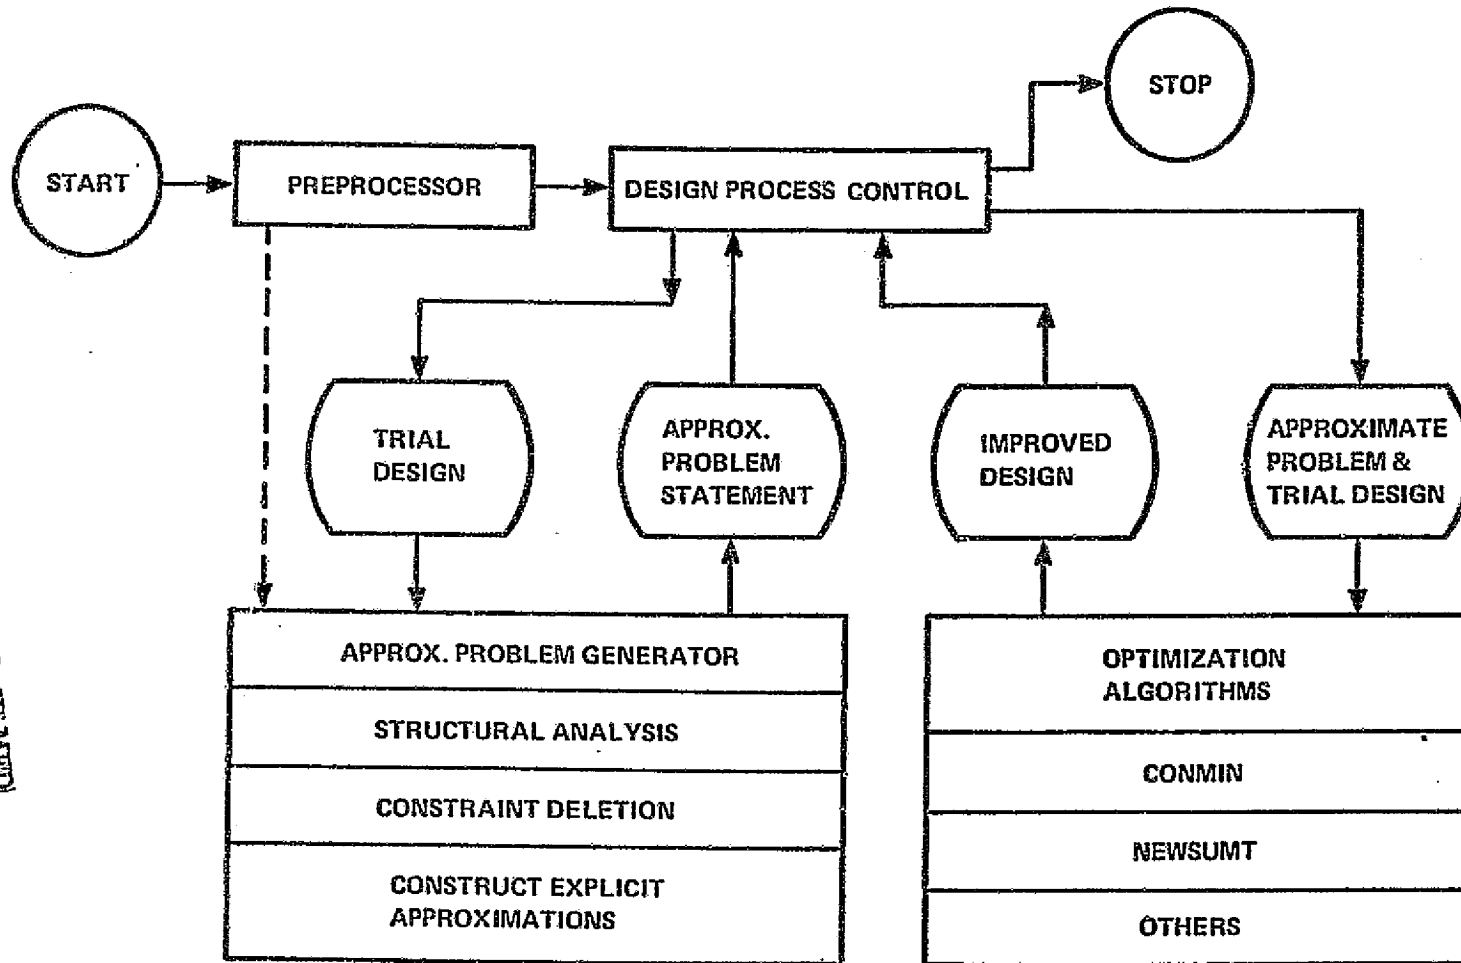 STOP
START
PREPROCESSOR
DESIGN PROCESS CONTROL
TRIAL
DESIGN
APPROX.
PROBLEM
STATEMENT
IMPROVED
DESIGN
APPROXIMATE
PROBLEM &
TRIAL DESIGN
APPROX. PROBLEM GENERATOR
STRUCTURAL ANALYSIS
CONSTRAINT DELETION
CONSTRUCT EXPLICIT
APPROXIMATIONS
OPTIMIZATION
ALGORITHMS
CONMIN
NEWSUMT
OTHERS